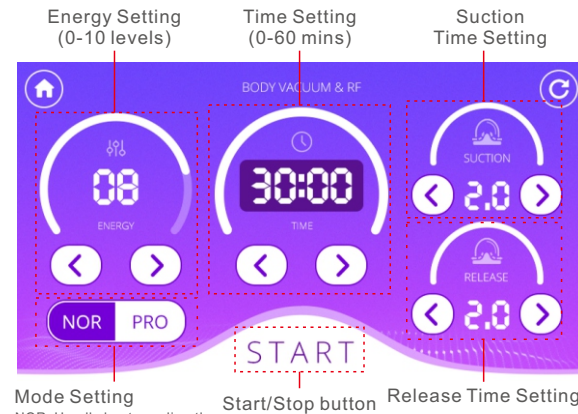 Energy Setting
(0-10 levels)
Time Setting
(0-60 mins)
Suction
Time Setting
BODY VACUUM & RF
C
08
ENERGY
30:00
TIME
SUCTION
2.0
RELEASE
2.0
NOR PRO
START
Mode Setting
Start/Stop button
Release Time Setting